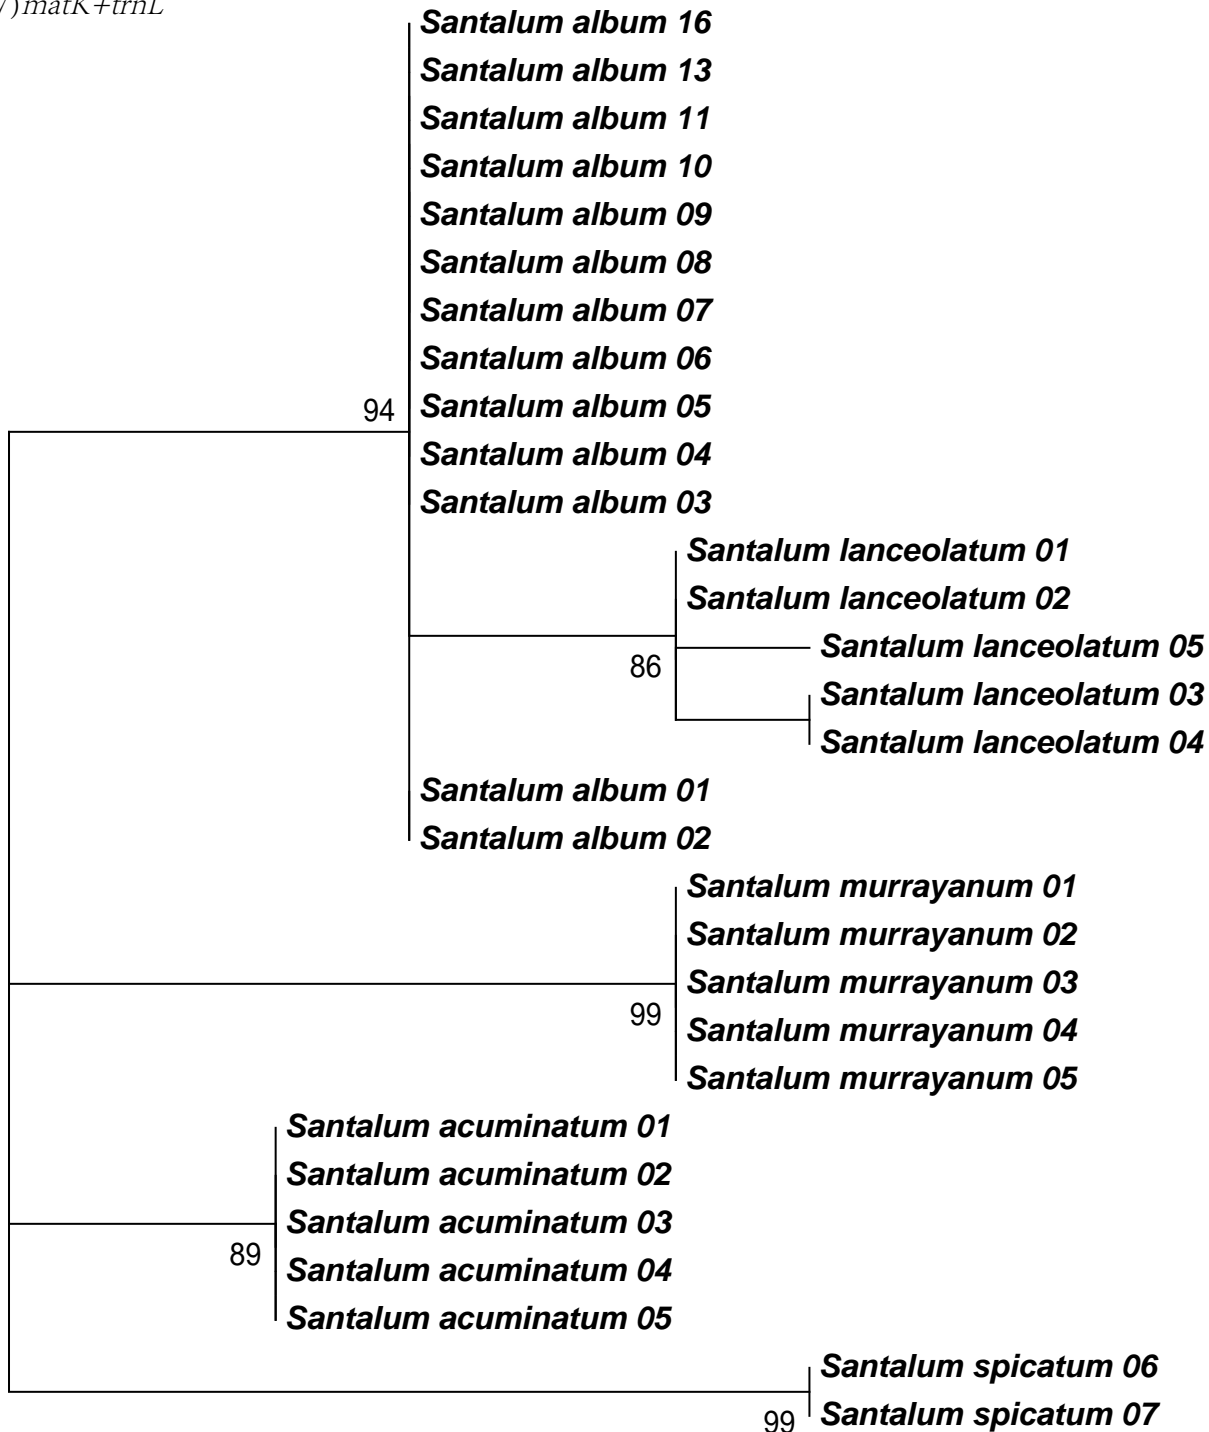 )matK+trnL
Santalum album 16
Santalum album 13
Santalum album 11
Santalum album 10
Santalum album 09
Santalum album 08
Santalum album 07
Santalum album 06
94
Santalum album 05
Santalum album 04
Santalum album 03
Santalum lanceolatum 01
Santalum lanceolatum 02
Santalum lanceolatum 05
86
Santalum lanceolatum 03
Santalum lanceolatum 04
Santalum album 01
Santalum album 02
Santalum murrayanum 01
Santalum murrayanum 02
Santalum murrayanum 03
99
Santalum murrayanum 04
Santalum murrayanum 05
Santalum acuminatum 01
Santalum acuminatum 02
Santalum acuminatum 03
89
Santalum acuminatum 04
Santalum acuminatum 05
Santalum spicatum 06
99
Santalum spicatum 07